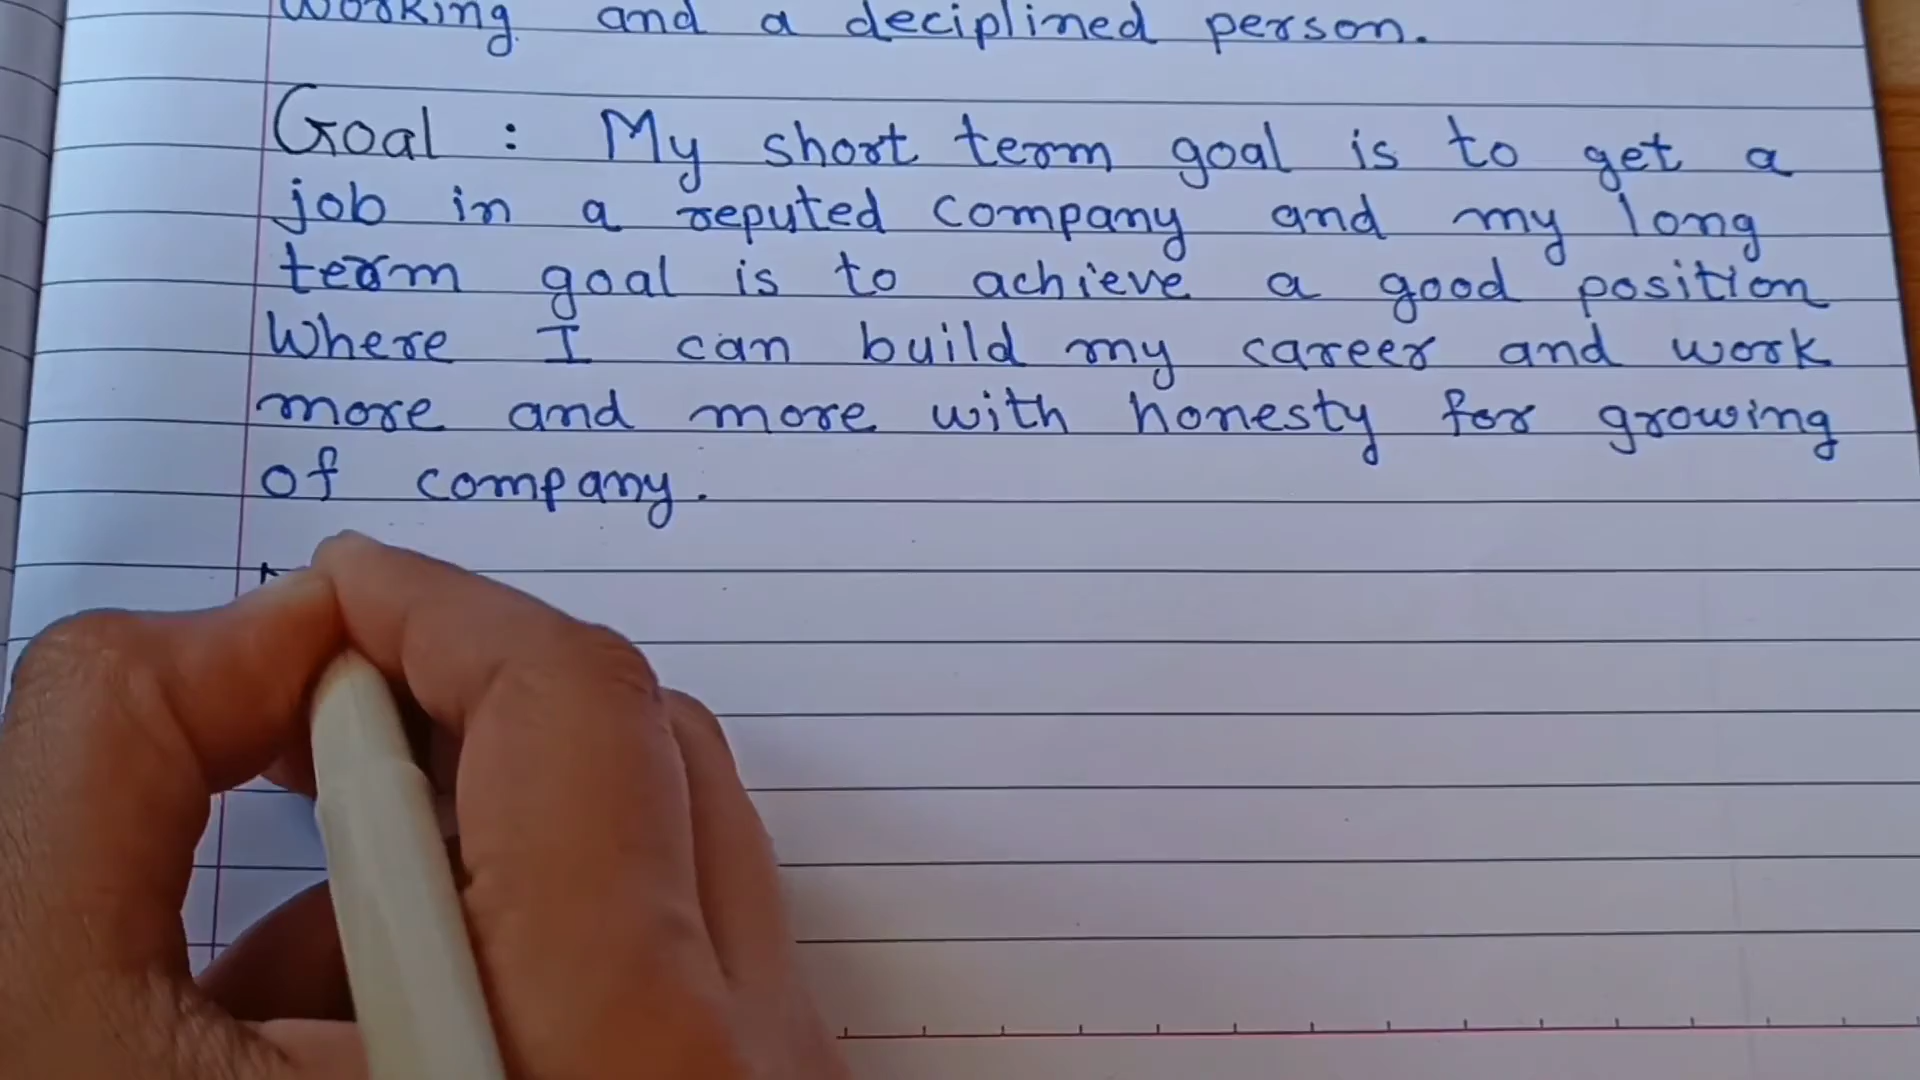 working and a deciplined person.
Goal : My short term goal is to get a
job in a reputed company and my long
term goal is to achieve a good position
Where I can build my career and work
more and more with honesty for growing
of company.